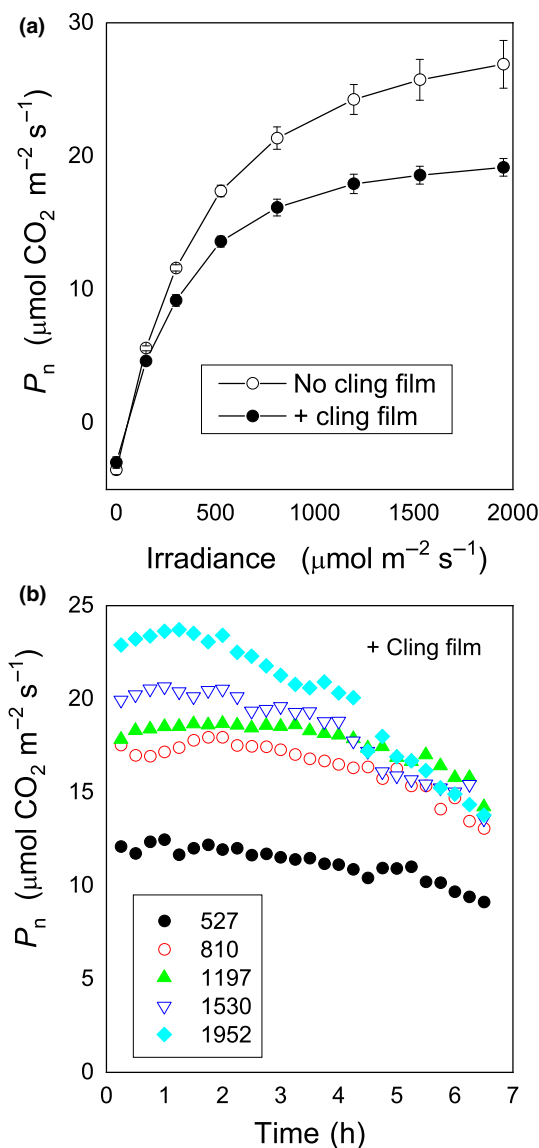 (a)
30
20
10
0
Pn (μmol CO2 m−2 s−1)
No cling film
+ cling film
0 500 1000 1500 2000
Irradiance (μmol m−2 s−1)
(b)
25
20
15
10
5
0
Pn (μmol CO2 m−2 s−1)
+ Cling film
527
810
1197
1530
1952
0 1 2 3 4 5 6 7
Time (h)